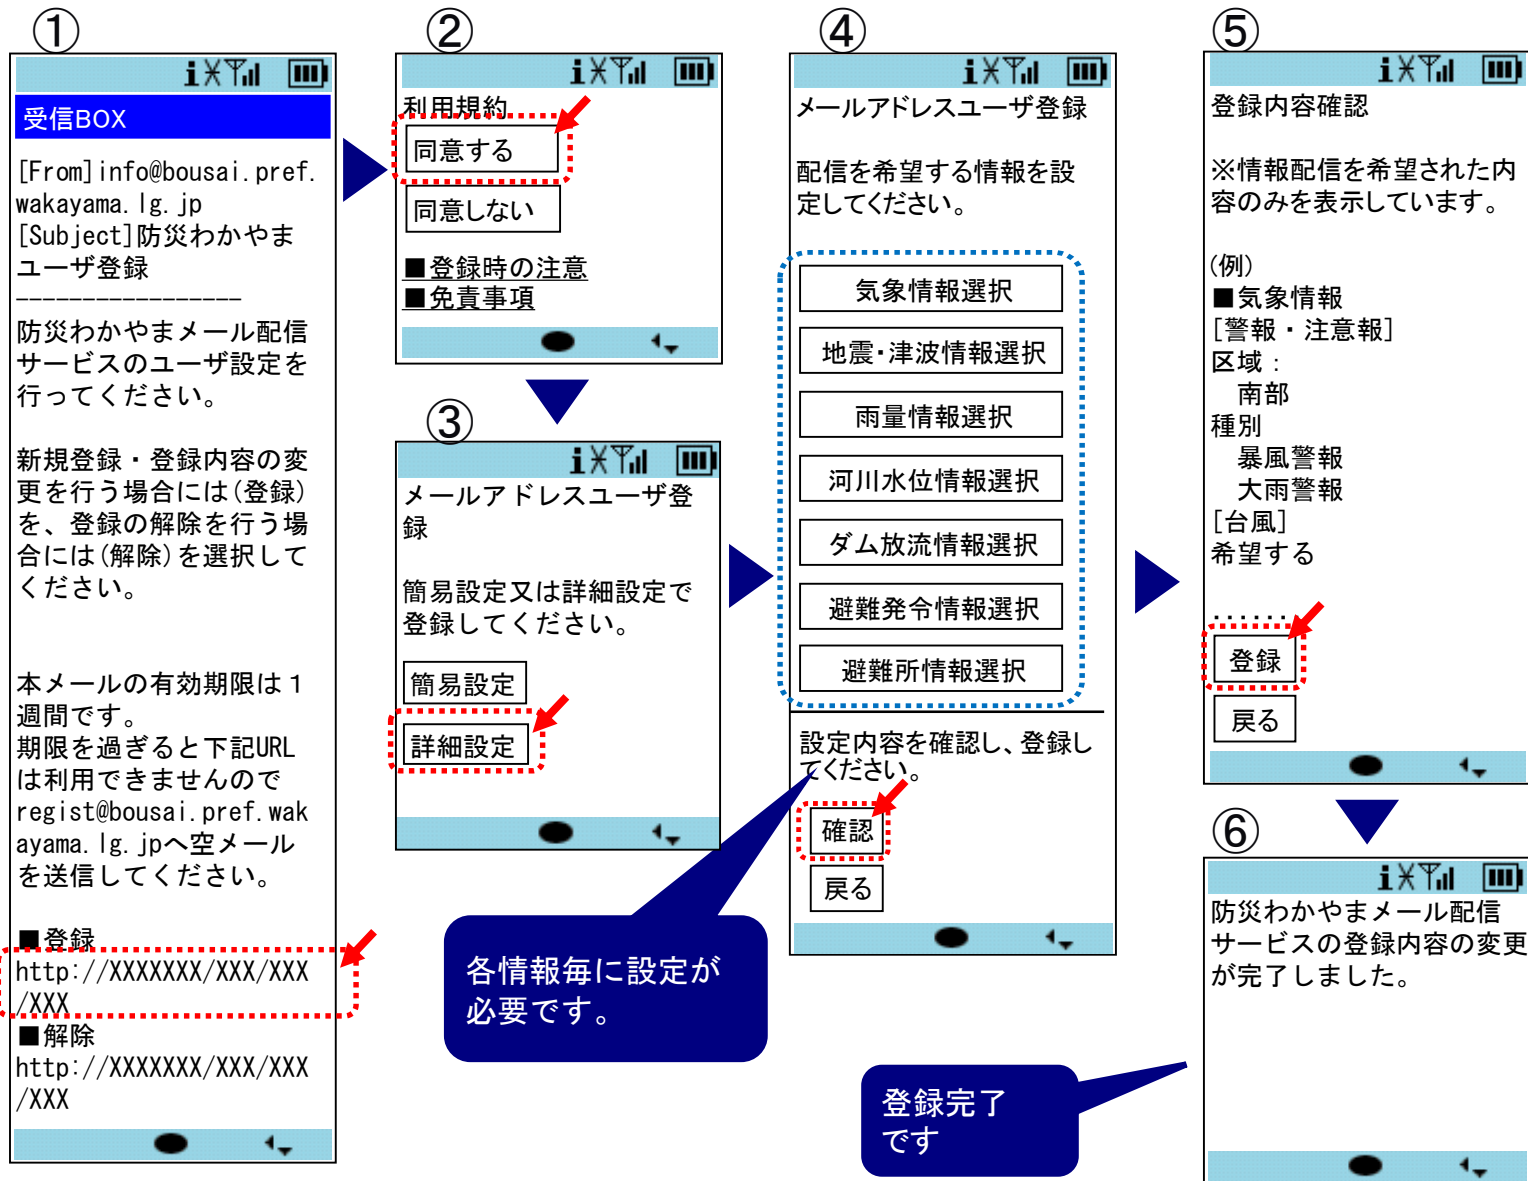 ①
受信BOX
[From]info@bousai.pref.
wakayama.lg.jp
[Subject]防災わかやま
ユーザ登録
-----------------
防災わかやまメール配信
サービスのユーザ設定を
行ってください。
新規登録・登録内容の変
更を行う場合には(登録)
を、登録の解除を行う場
合には(解除)を選択して
ください。
本メールの有効期限は１
週間です。
期限を過ぎると下記URL
は利用できませんので
regist@bousai.pref.wak
ayama.lg.jpへ空メール
を送信してください。
■登録
http://XXXXXXX/XXX/XXX
/XXX
■解除
http://XXXXXXX/XXX/XXX
/XXX
②
利用規約
同意する
同意しない
■登録時の注意
■免責事項
③
メールアドレスユーザ登
録
簡易設定又は詳細設定で
登録してください。
簡易設定
詳細設定
④
メールアドレスユーザ登録
配信を希望する情報を設
定してください。
気象情報選択
地震・津波情報選択
雨量情報選択
河川水位情報選択
ダム放流情報選択
避難発令情報選択
避難所情報選択
設定内容を確認し、登録し
てください。
確認
戻る
各情報毎に設定が
必要です。
⑤
登録内容確認
※情報配信を希望された内
容のみを表示しています。
(例)
■気象情報
[警報・注意報]
区域：
南部
種別
暴風警報
大雨警報
[台風]
希望する
......
登録
戻る
⑥
防災わかやまメール配信
サービスの登録内容の変更
が完了しました。
登録完了
です